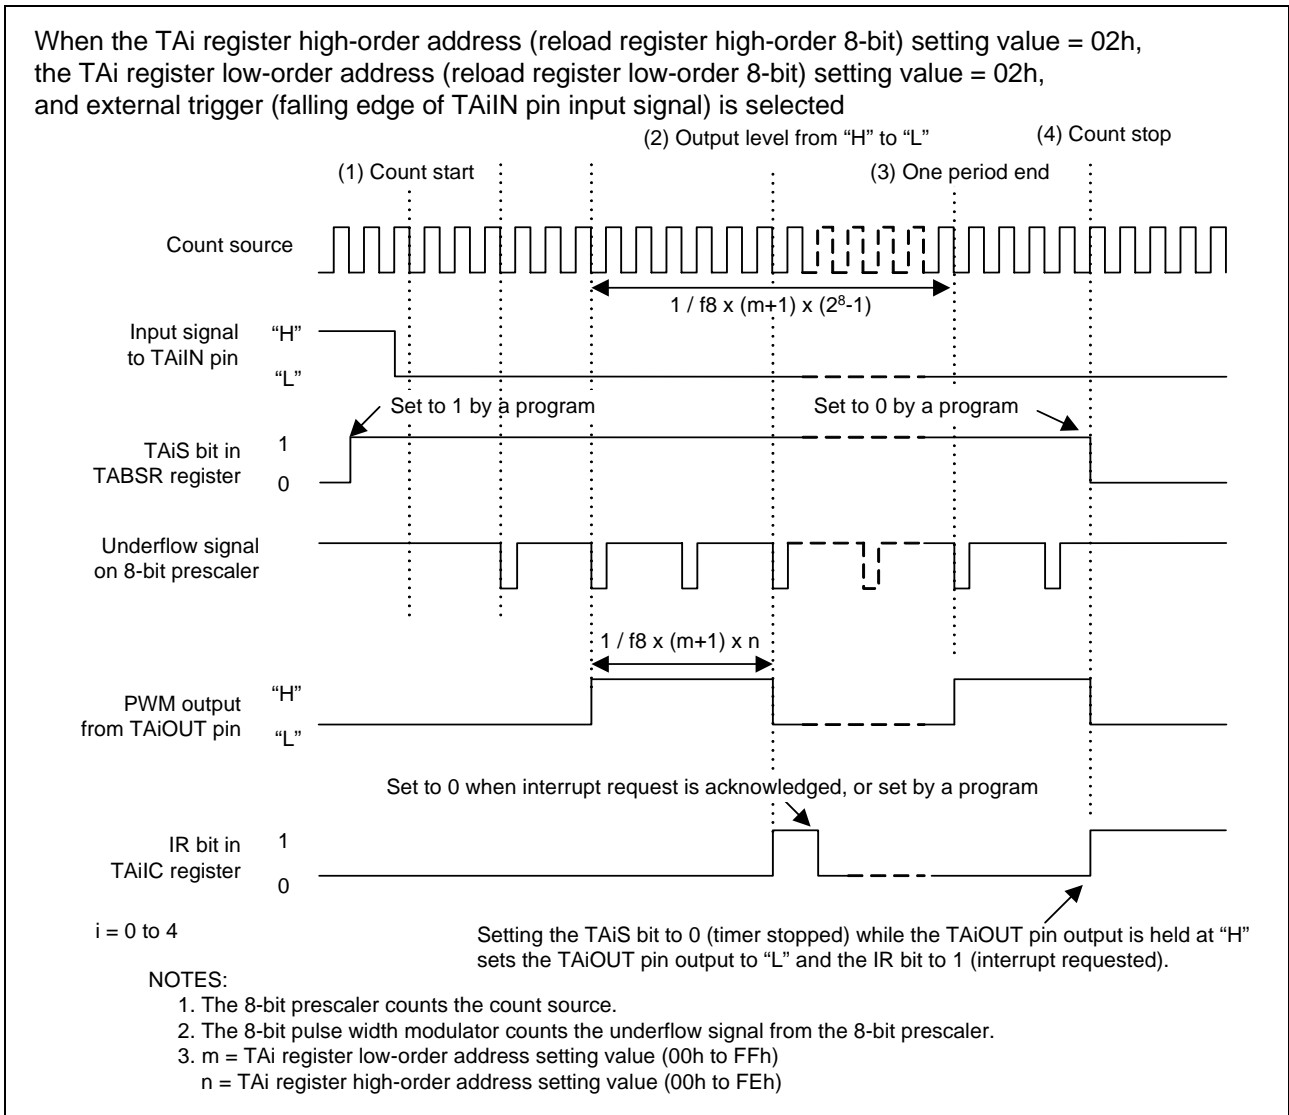 When the TAi register high-order address (reload register high-order 8-bit) setting value = 02h,
the TAi register low-order address (reload register low-order 8-bit) setting value = 02h,
and external trigger (falling edge of TAiIN pin input signal) is selected
(2) Output level from “H” to “L”
(4) Count stop
(1) Count start
(3) One period end
Count source
1 / f8 x (m+1) x (2⁸-1)
Input signal
to TAiIN pin
“H”
“L”
Set to 1 by a program
Set to 0 by a program
TAiS bit in
TABSR register
1
0
Underflow signal
on 8-bit prescaler
1 / f8 x (m+1) x n
PWM output
from TAiOUT pin
“H”
“L”
Set to 0 when interrupt request is acknowledged, or set by a program
IR bit in
TAiIC register
1
0
i = 0 to 4
Setting the TAiS bit to 0 (timer stopped) while the TAiOUT pin output is held at “H”
sets the TAiOUT pin output to “L” and the IR bit to 1 (interrupt requested).
NOTES:
1. The 8-bit prescaler counts the count source.
2. The 8-bit pulse width modulator counts the underflow signal from the 8-bit prescaler.
3. m = TAi register low-order address setting value (00h to FFh)
n = TAi register high-order address setting value (00h to FEh)